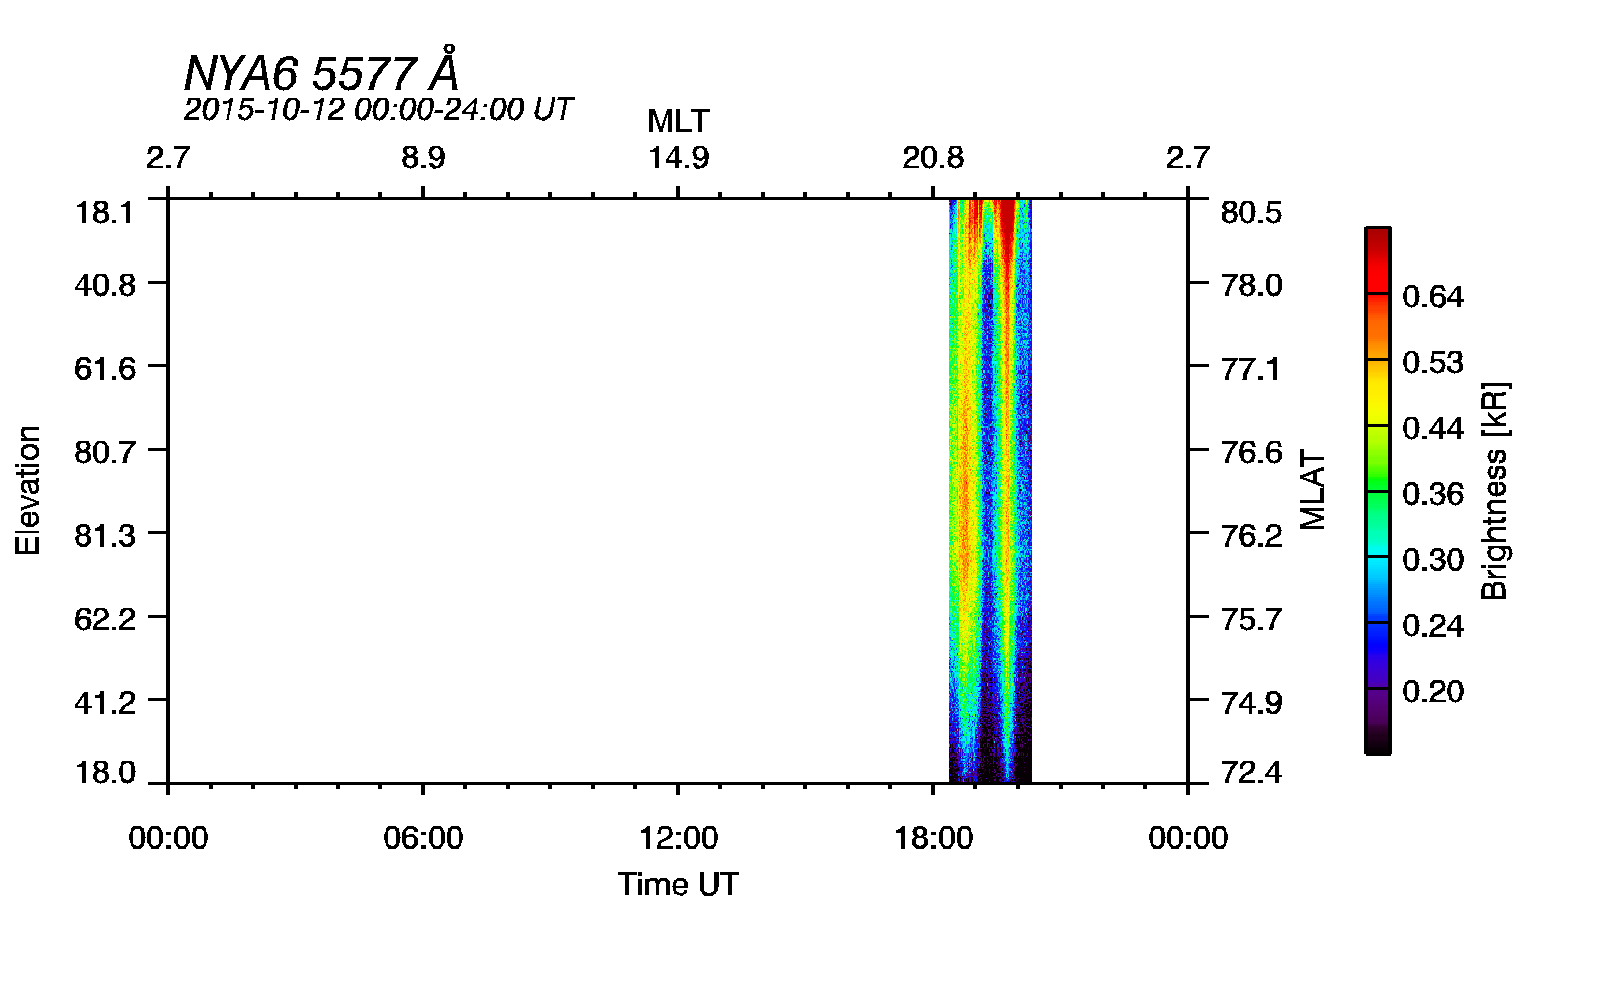 NYA6 5577 Å
2015-10-12 00:00-24:00 UT
MLT
2.7 8.9 14.9 20.8 2.7
18.1 80.5
40.8 78.0
61.6 77.1
80.7 76.6
81.3 76.2
62.2 75.7
41.2 74.9
18.0 72.4
Elevation
MLAT
0.64
0.53
0.44
0.36
0.30
0.24
0.20
Brightness [kR]
00:00 06:00 12:00 18:00 00:00
Time UT